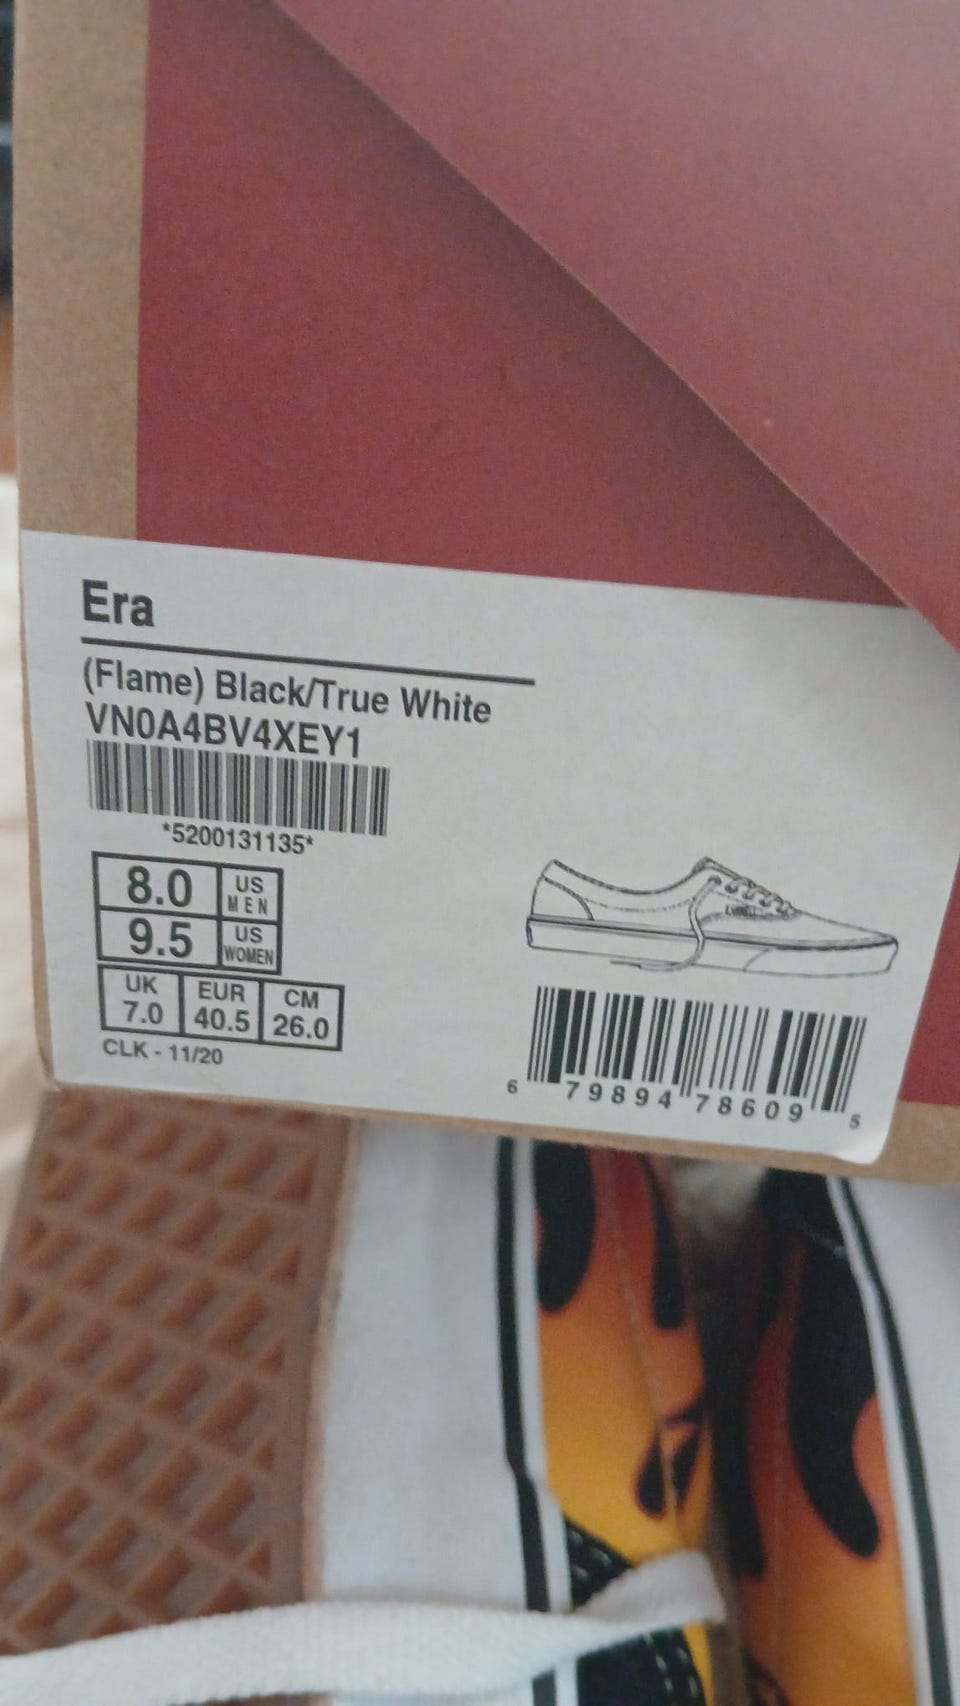 Era
(Flame) Black/True White
VN0A4BV4XEY1
*5200131135*
8.0 US MEN
9.5 US WOMEN
UK EUR CM
7.0 40.5 26.0
CLK - 11/20
6 79894 78609 5